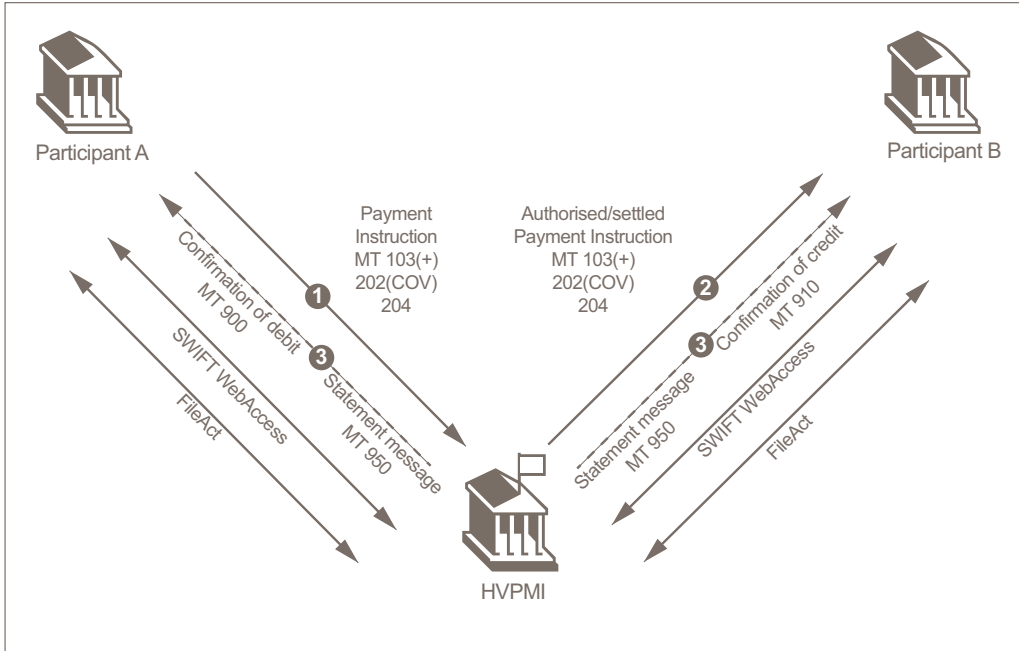 Participant A
Participant B
Payment
Instruction
MT 103(+)
202(COV)
204
Authorised/settled
Payment Instruction
MT 103(+)
202(COV)
204
1
2
Confirmation of debit
MT 900
3
Statement message
MT 950
SWIFT WebAccess
FileAct
Confirmation of credit
MT 910
3
Statement message
MT 950
SWIFT WebAccess
FileAct
HVPMI